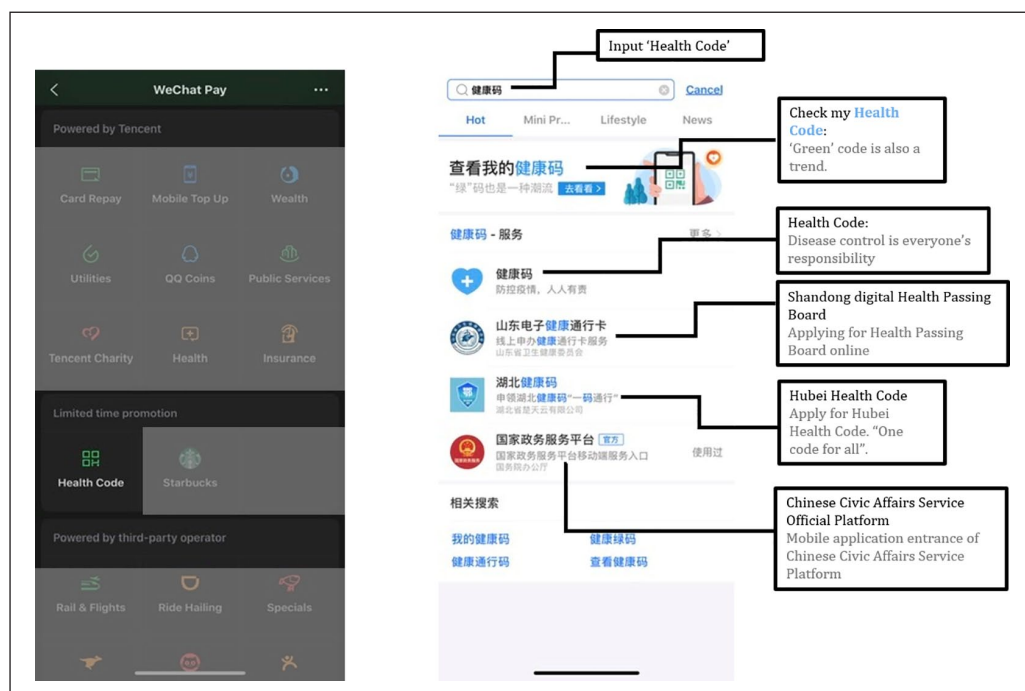 WeChat Pay
Powered by Tencent
Card Repay
Mobile Top Up
Wealth
Utilities
QQ Coins
Public Services
Tencent Charity
Health
Insurance
Limited time promotion
Health Code
Starbucks
Powered by third-party operator
Rail & Flights
Ride Hailing
Specials
Input ‘Health Code’
健康码
Cancel
Hot
Mini Pr...
Lifestyle
News
查看我的健康码
“绿”码也是一种潮流 去看看 >
健康码 - 服务
更多 >
健康码
防控疫情，人人有责
山东电子健康通行卡
线上申办健康通行卡服务
山东省卫生健康委员会
湖北健康码
申领湖北健康码“一码通行”
湖北省楚天云有限公司
国家政务服务平台 官方
国家政务服务平台移动端服务入口
国务院办公厅
使用过
相关搜索
我的健康码
健康绿码
健康通行码
查看健康码
Check my Health
Code:
‘Green’ code is also a
trend.
Health Code:
Disease control is everyone’s
responsibility
Shandong digital Health Passing
Board
Applying for Health Passing
Board online
Hubei Health Code
Apply for Hubei
Health Code. “One
code for all”.
Chinese Civic Affairs Service
Official Platform
Mobile application entrance of
Chinese Civic Affairs Service
Platform